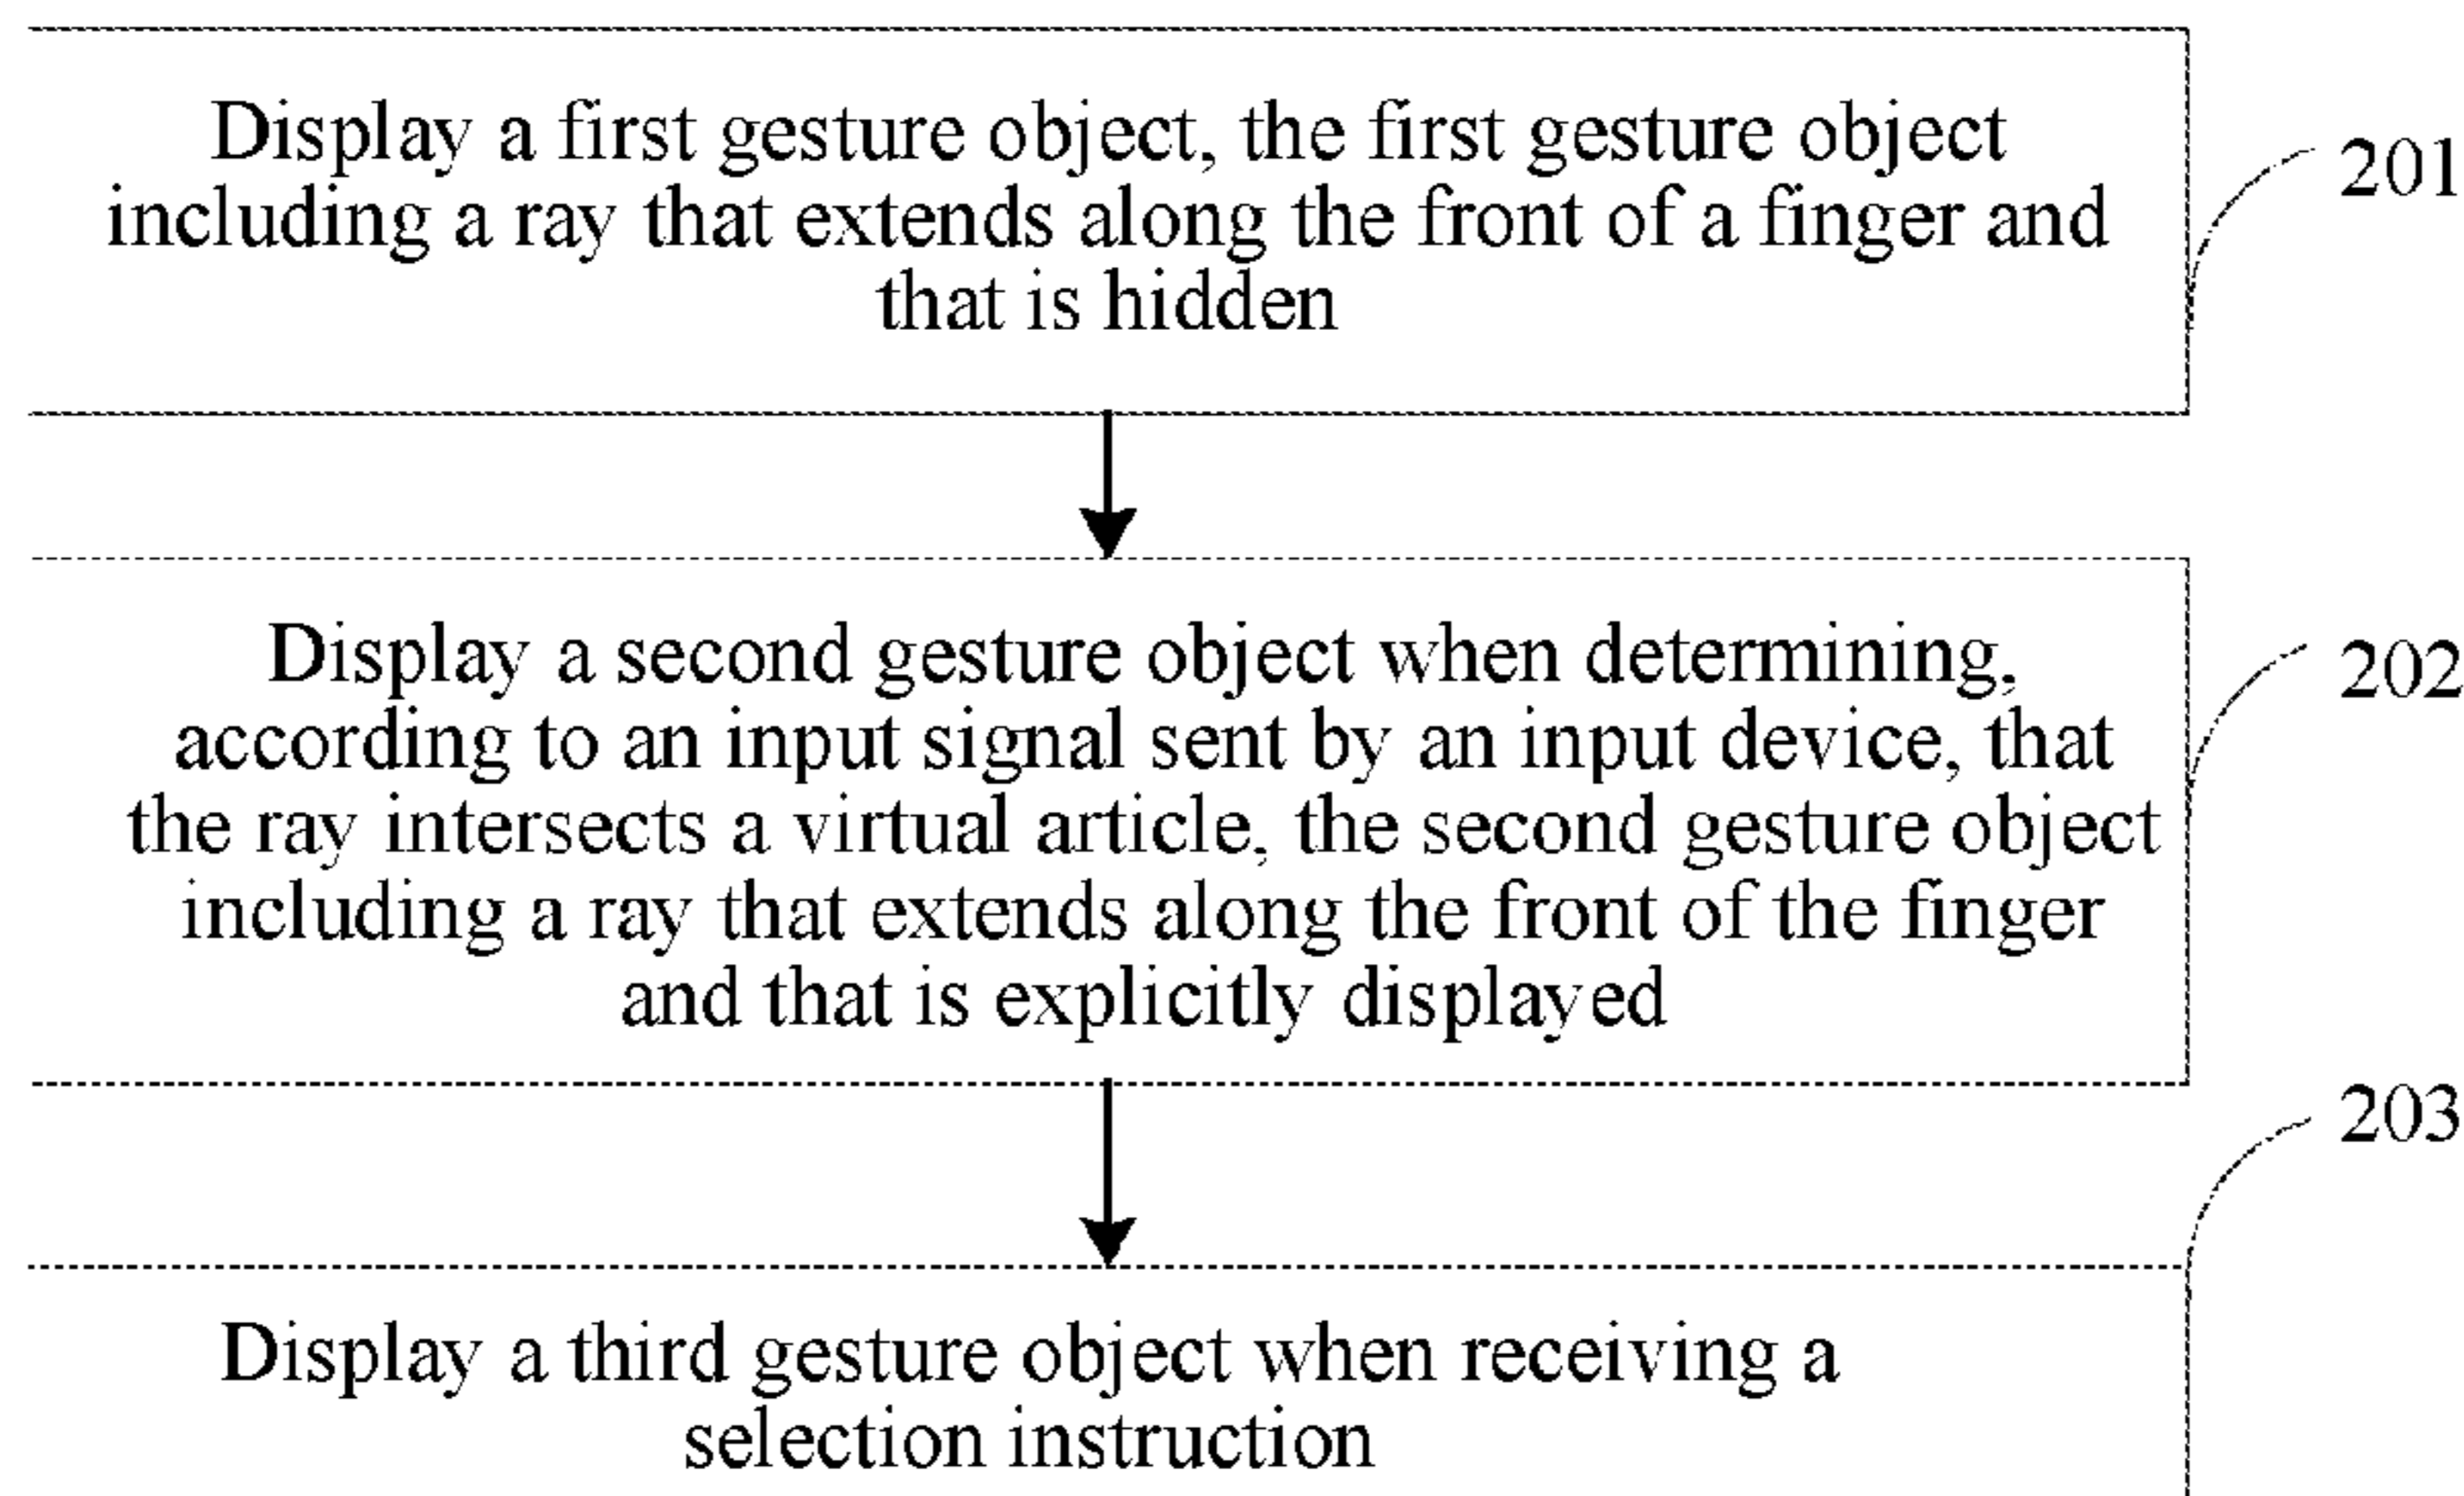 Display a first gesture object, the first gesture object
including a ray that extends along the front of a finger and
that is hidden
201
Display a second gesture object when determining,
according to an input signal sent by an input device, that
the ray intersects a virtual article, the second gesture object
including a ray that extends along the front of the finger
and that is explicitly displayed
202
203
Display a third gesture object when receiving a
selection instruction